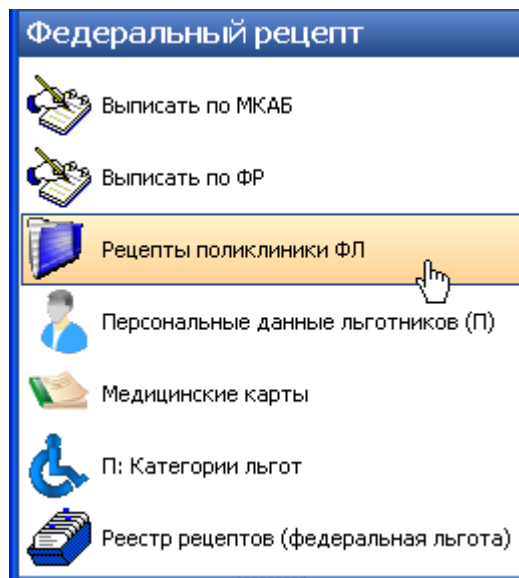 Федеральный рецепт
Выписать по МКАБ
Выписать по ФР
Рецепты поликлиники ФЛ
Персональные данные льготников (П)
Медицинские карты
П: Категории льгот
Реестр рецептов (федеральная льгота)